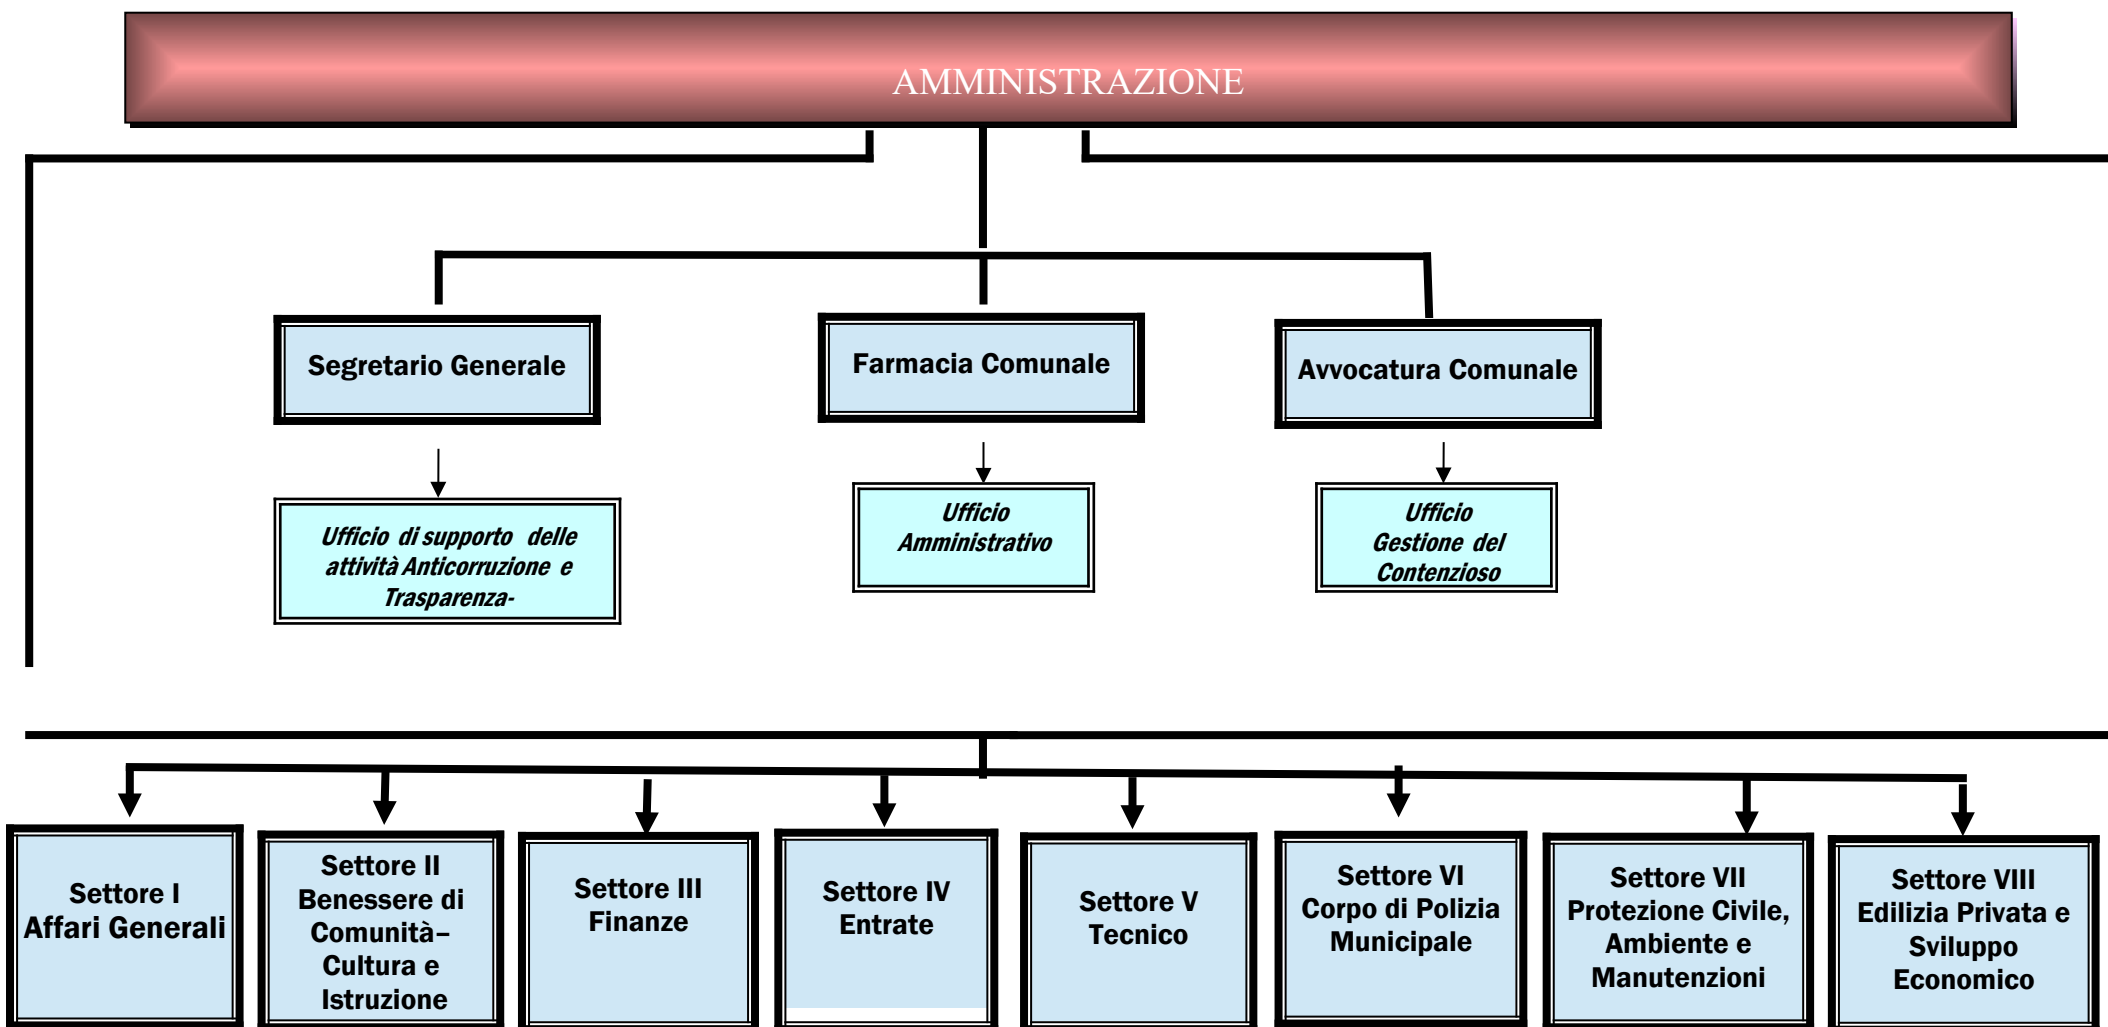 AMMINISTRAZIONE
Segretario Generale
Farmacia Comunale
Avvocatura Comunale
Ufficio di supporto delle
attività Anticorruzione e
Trasparenza-
Ufficio
Amministrativo
Ufficio
Gestione del
Contenzioso
Settore I
Affari Generali
Settore II
Benessere di
Comunità–
Cultura e
Istruzione
Settore III
Finanze
Settore IV
Entrate
Settore V
Tecnico
Settore VI
Corpo di Polizia
Municipale
Settore VII
Protezione Civile,
Ambiente e
Manutenzioni
Settore VIII
Edilizia Privata e
Sviluppo
Economico